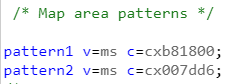 /* Map area patterns */
pattern1 v=ms c=cxb81800;
pattern2 v=ms c=cx007dd6;